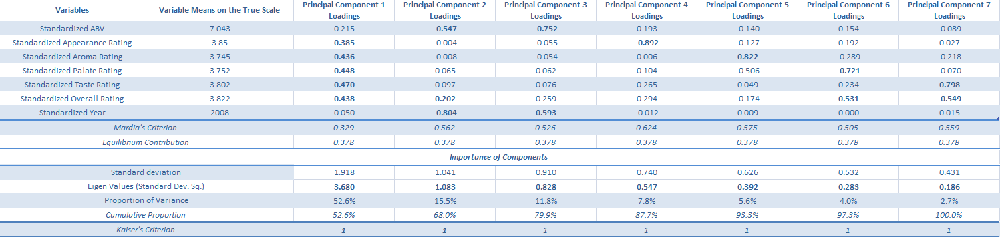 Variables Variable Means on the True Scale Principal Component 1 Loadings Principal Component 2 Loadings Principal Component 3 Loadings Principal Component 4 Loadings Principal Component 5 Loadings Principal Component 6 Loadings Principal Component 7 Loadings
Standardized ABV 7.043 0.215 -0.547 -0.752 0.193 -0.140 0.154 -0.089
Standardized Appearance Rating 3.85 0.385 -0.004 -0.055 -0.892 -0.127 0.192 0.027
Standardized Aroma Rating 3.745 0.436 -0.008 -0.054 0.006 0.822 -0.289 -0.218
Standardized Palate Rating 3.752 0.448 0.065 0.062 0.104 -0.506 -0.721 -0.070
Standardized Taste Rating 3.802 0.470 0.097 0.076 0.265 0.049 0.234 0.798
Standardized Overall Rating 3.822 0.438 0.202 0.259 0.294 -0.174 0.531 -0.549
Standardized Year 2008 0.050 -0.804 0.593 -0.012 0.009 0.000 0.015
Mardia's Criterion 0.329 0.562 0.526 0.624 0.575 0.505 0.559
Equilibrium Contribution 0.378 0.378 0.378 0.378 0.378 0.378 0.378
Importance of Components
Standard deviation 1.918 1.041 0.910 0.740 0.626 0.532 0.431
Eigen Values (Standard Dev. Sq.) 3.680 1.083 0.828 0.547 0.392 0.283 0.186
Proportion of Variance 52.6% 15.5% 11.8% 7.8% 5.6% 4.0% 2.7%
Cumulative Proportion 52.6% 68.0% 79.9% 87.7% 93.3% 97.3% 100.0%
Kaiser's Criterion 1 1 1 1 1 1 1